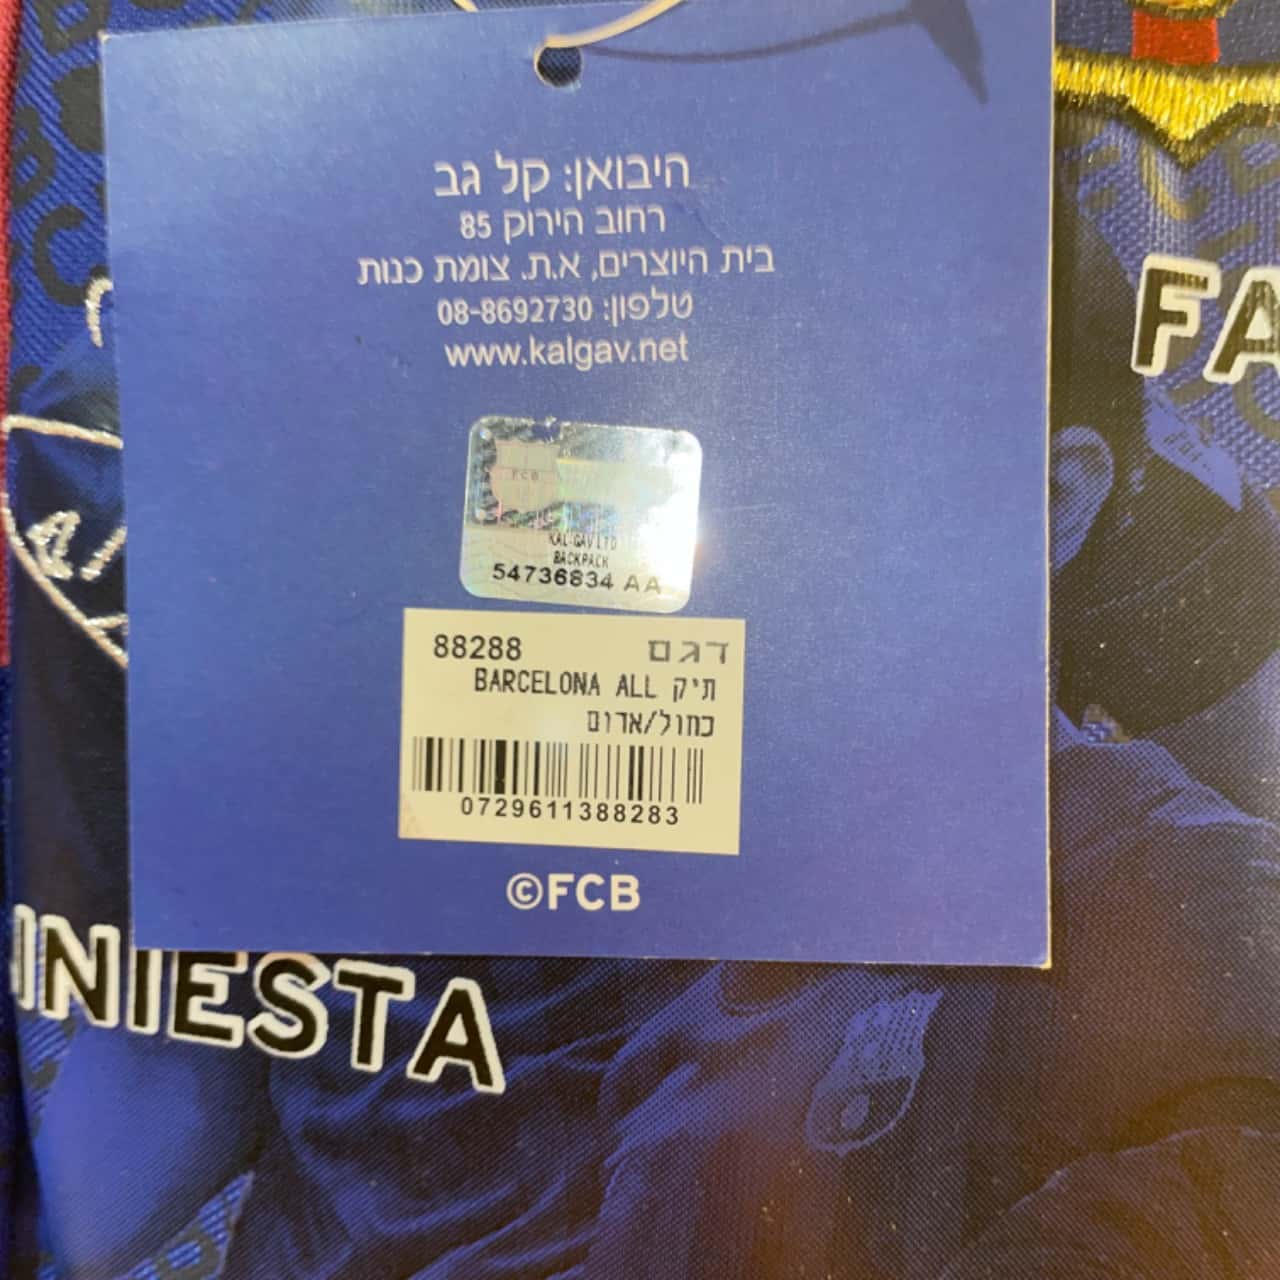 היבואן: קל גב
רחוב הירוק 85
בית היוצרים, א.ת. צומת כנות
טלפון: 08-8692730
www.kalgav.net
FCB
KAL-GAV LTD
BACKPACK
54736834 AA
דגם 88288
תיק BARCELONA ALL
כחול/אדום
0729611388283
©FCB
INIESTA
FA